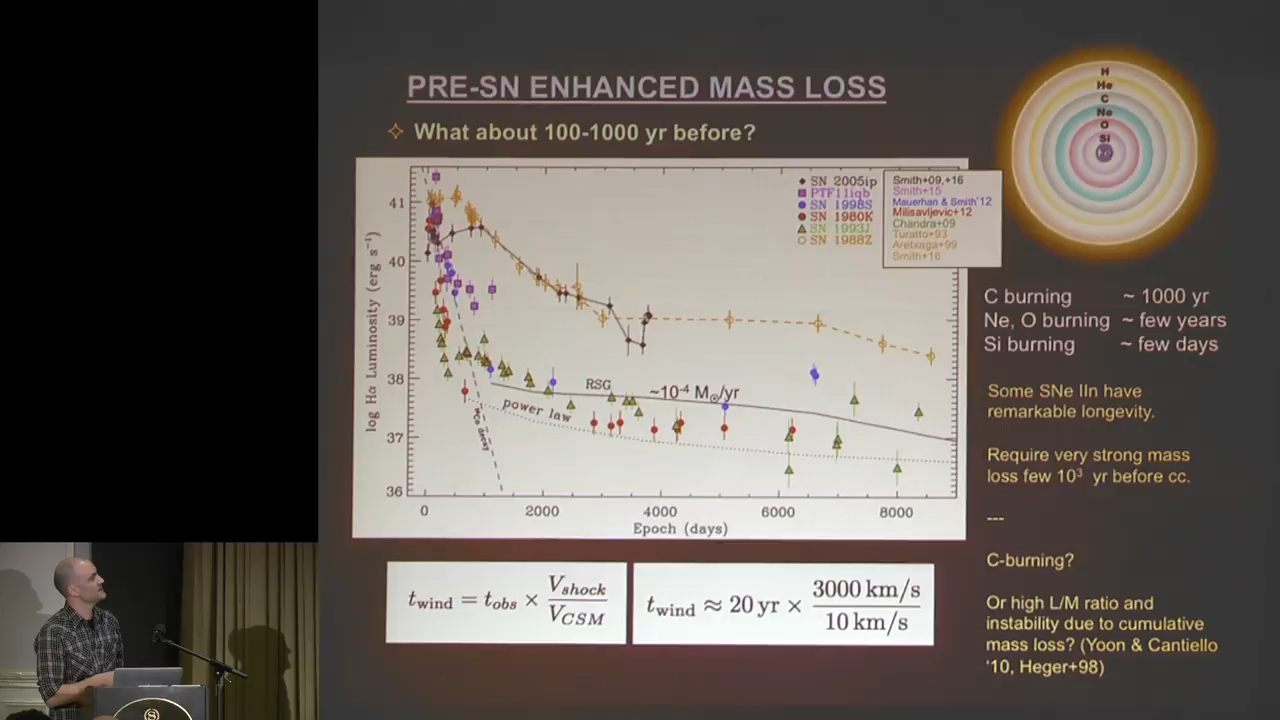 PRE-SN ENHANCED MASS LOSS
What about 100-1000 yr before?
H
He
C
Ne
O
Si
log Hα Luminosity (erg s⁻¹)
41
40
39
38
37
36
SN 2005ip
PTF11iqb
SN 1998S
SN 1980K
SN 1993J
SN 1988Z
Smith+09,+16
Smith+15
Mauerhan & Smith'12
Milisavljevic+12
Chandra+09
Turatto+93
Aretxaga+99
Smith+16
RSG
~10⁻⁴ M☉/yr
power law
⁵⁶Co decay
0 2000 4000 6000 8000
Epoch (days)
t_wind = t_obs × V_shock / V_CSM
t_wind ≈ 20 yr × 3000 km/s / 10 km/s
C burning ~ 1000 yr
Ne, O burning ~ few years
Si burning ~ few days
Some SNe IIn have
remarkable longevity.
Require very strong mass
loss few 10³ yr before cc.
---
C-burning?
Or high L/M ratio and
instability due to cumulative
mass loss? (Yoon & Cantiello
'10, Heger+98)